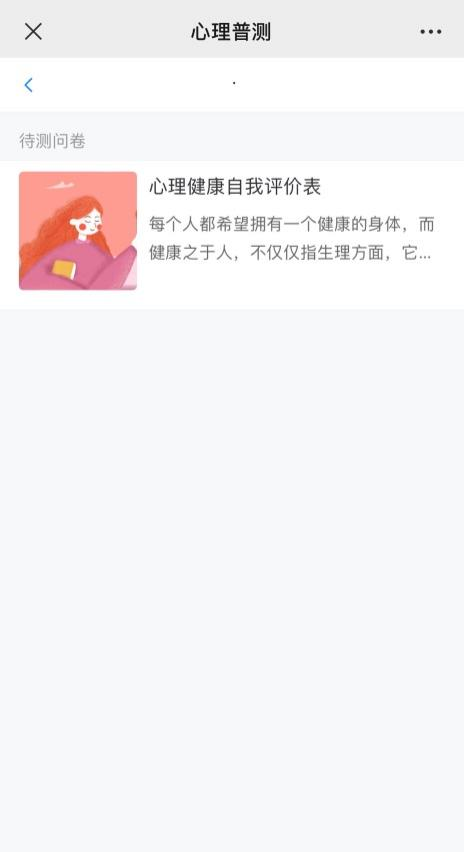 心理普测
待测问卷
心理健康自我评价表
每个人都希望拥有一个健康的身体，而
健康之于人，不仅仅指生理方面，它...